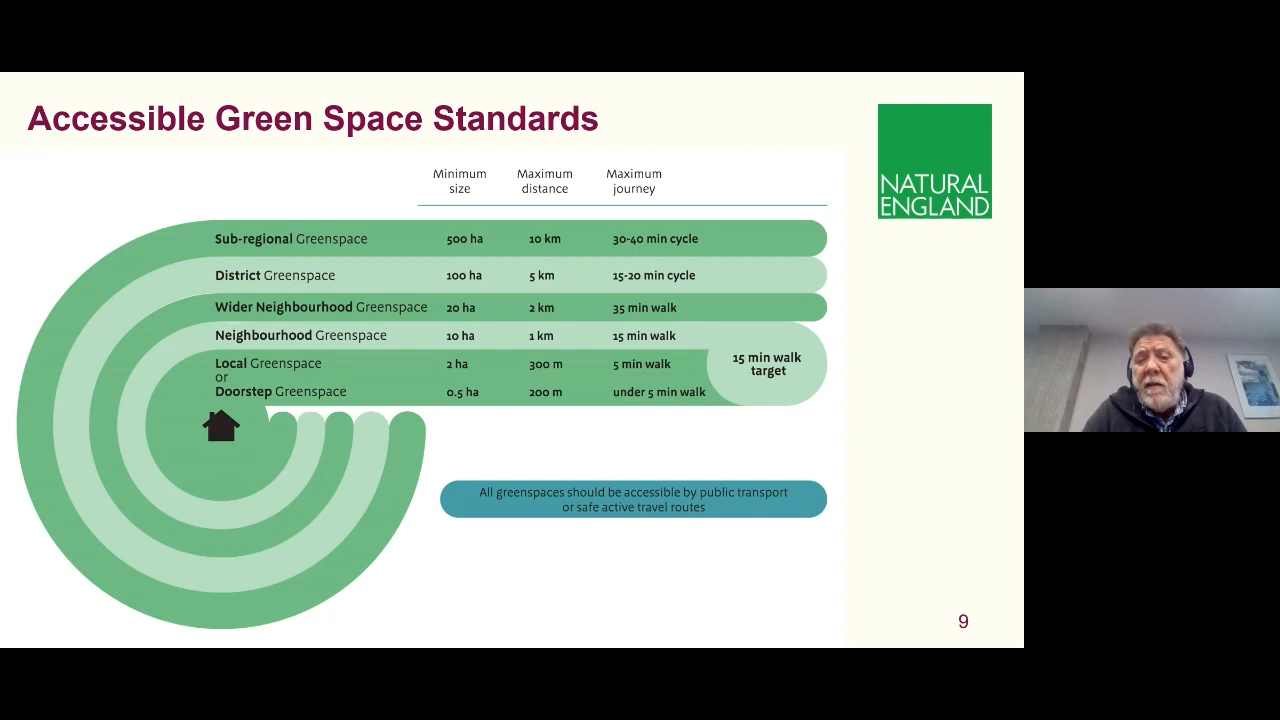 Accessible Green Space Standards
NATURAL
ENGLAND
Minimum size
Maximum distance
Maximum journey
Sub-regional Greenspace 500 ha 10 km 30-40 min cycle
District Greenspace 100 ha 5 km 15-20 min cycle
Wider Neighbourhood Greenspace 20 ha 2 km 35 min walk
Neighbourhood Greenspace 10 ha 1 km 15 min walk
Local Greenspace 2 ha 300 m 5 min walk
or
Doorstep Greenspace 0.5 ha 200 m under 5 min walk
15 min walk
target
All greenspaces should be accessible by public transport
or safe active travel routes
9